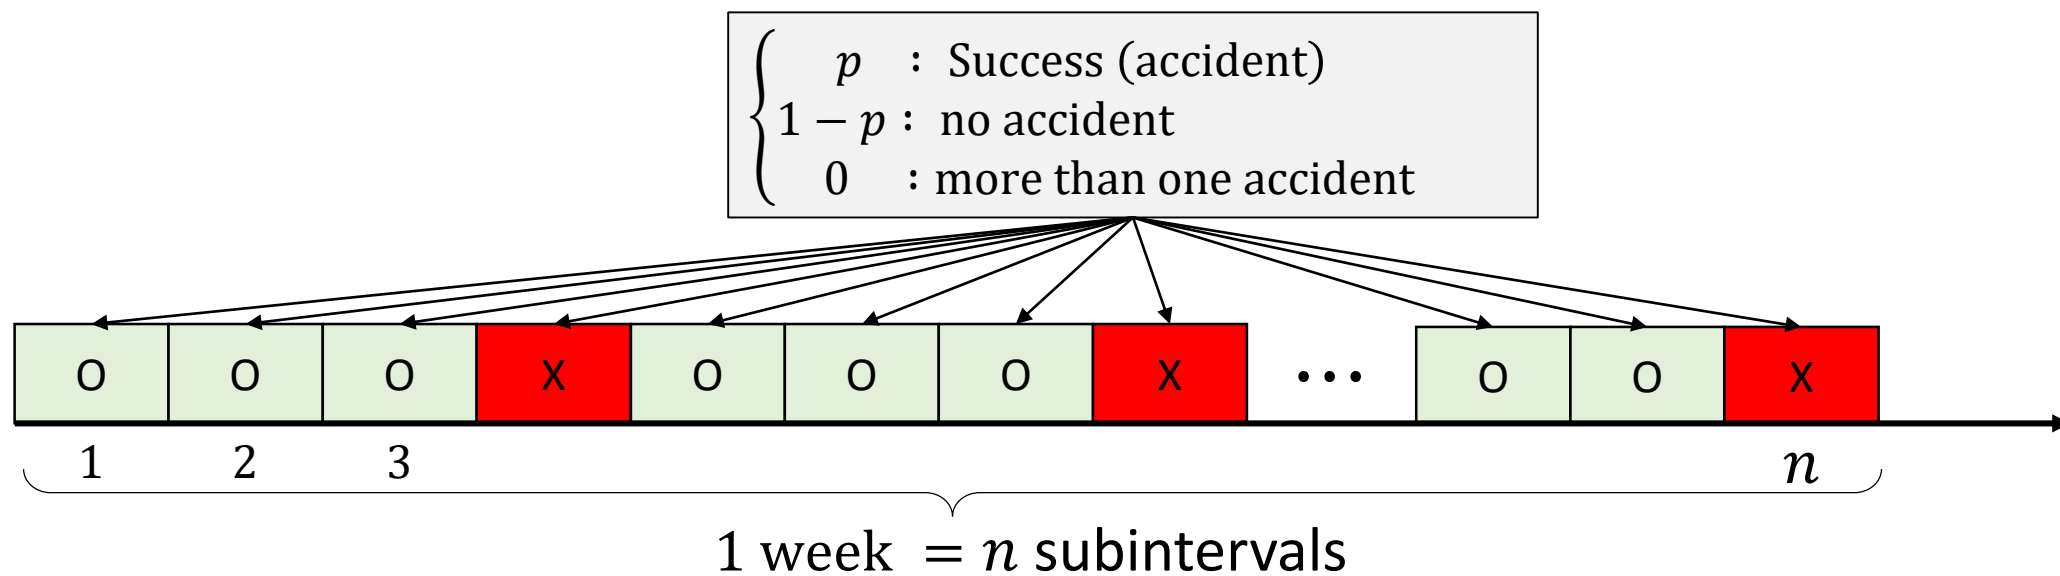 p : Success (accident)
1 − p : no accident
0 : more than one accident
O O O X O O O X ⋯ O O X
1 2 3 n
1 week = n subintervals